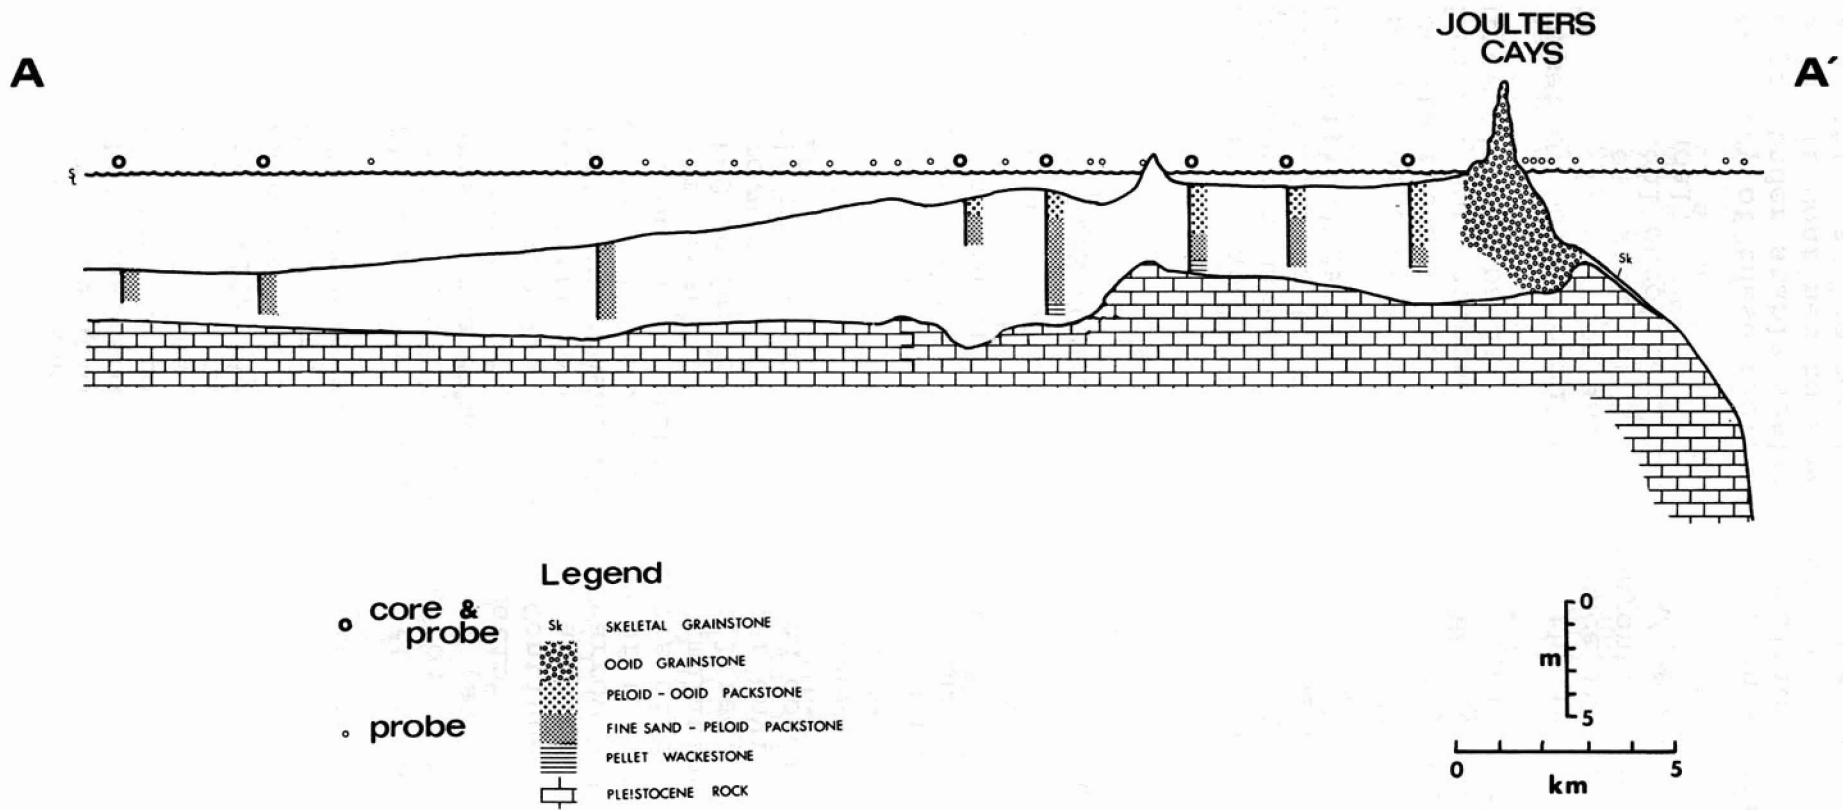 JOULTERS
CAYS
A
A´
SL
Sk
Legend
core &
probe
probe
Sk SKELETAL GRAINSTONE
OOID GRAINSTONE
PELOID - OOID PACKSTONE
FINE SAND - PELOID PACKSTONE
PELLET WACKESTONE
PLEISTOCENE ROCK
0
m
5
0 5
km